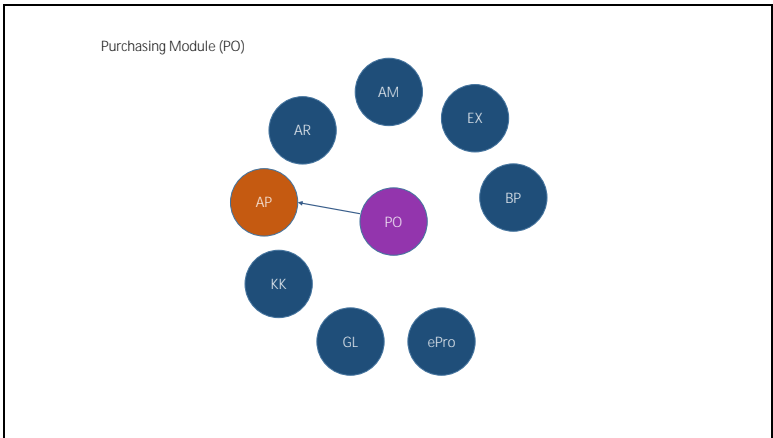 Purchasing Module (PO)
AM
EX
AR
BP
AP
PO
KK
GL
ePro